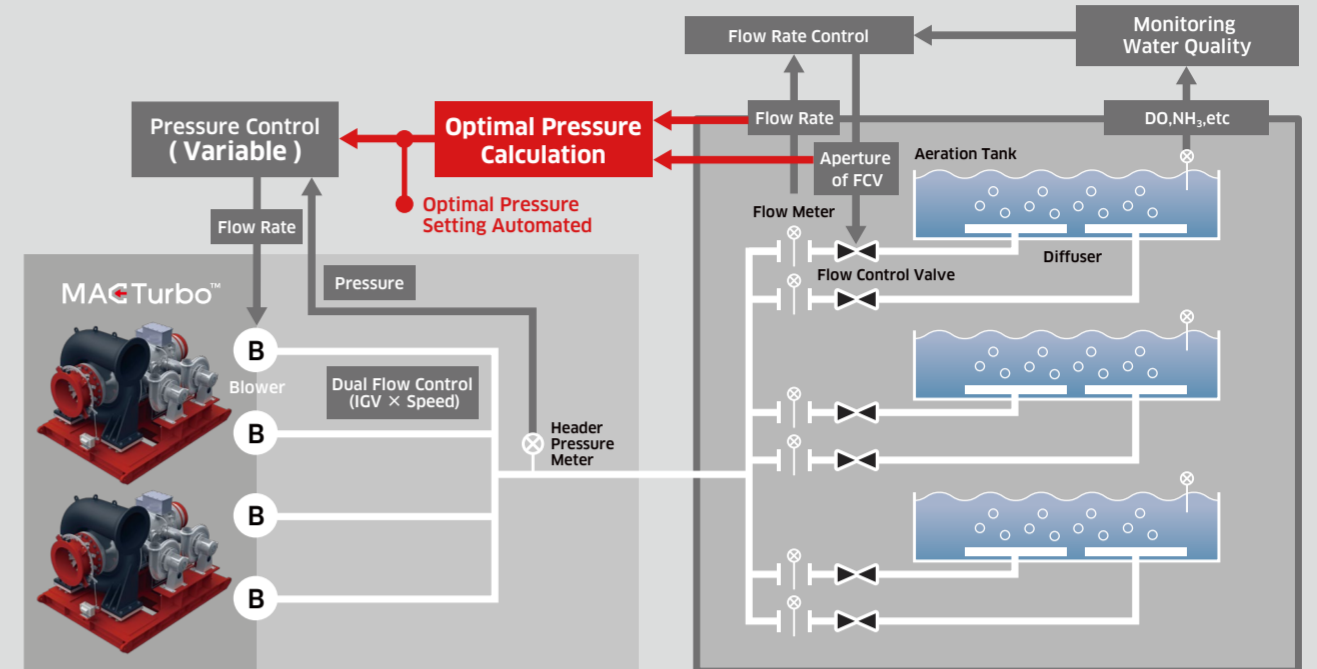 Monitoring
Water Quality
Flow Rate Control
Pressure Control
( Variable )
Optimal Pressure
Calculation
Flow Rate
DO,NH₃,etc
Aperture
of FCV
Aeration Tank
Optimal Pressure
Setting Automated
Flow Rate
Flow Meter
Diffuser
Flow Control Valve
Pressure
MAGTurbo™
B
Blower
Dual Flow Control
(IGV × Speed)
B
Header
Pressure
Meter
B
B